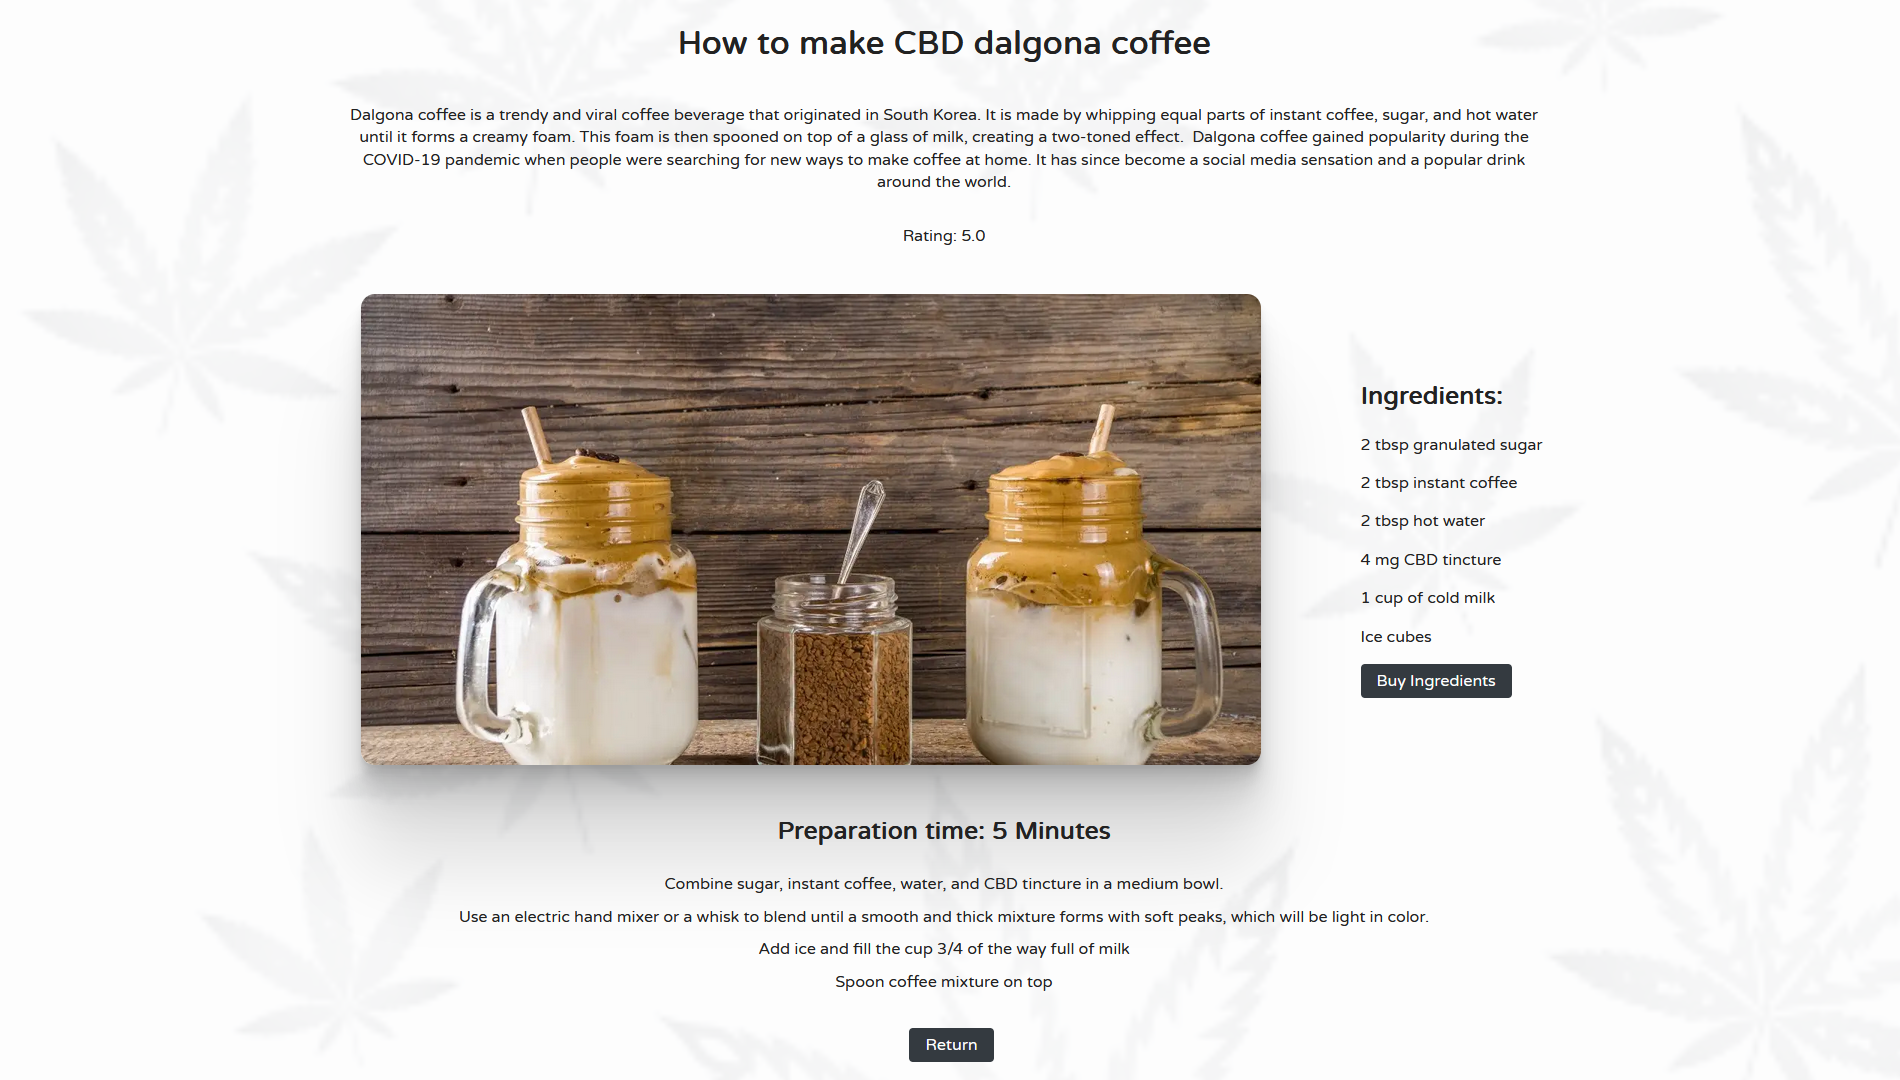 How to make CBD dalgona coffee
Dalgona coffee is a trendy and viral coffee beverage that originated in South Korea. It is made by whipping equal parts of instant coffee, sugar, and hot water
until it forms a creamy foam. This foam is then spooned on top of a glass of milk, creating a two-toned effect.  Dalgona coffee gained popularity during the
COVID-19 pandemic when people were searching for new ways to make coffee at home. It has since become a social media sensation and a popular drink
around the world.
Rating: 5.0
Ingredients:
2 tbsp granulated sugar
2 tbsp instant coffee
2 tbsp hot water
4 mg CBD tincture
1 cup of cold milk
Ice cubes
Buy Ingredients
Preparation time: 5 Minutes
Combine sugar, instant coffee, water, and CBD tincture in a medium bowl.
Use an electric hand mixer or a whisk to blend until a smooth and thick mixture forms with soft peaks, which will be light in color.
Add ice and fill the cup 3/4 of the way full of milk
Spoon coffee mixture on top
Return